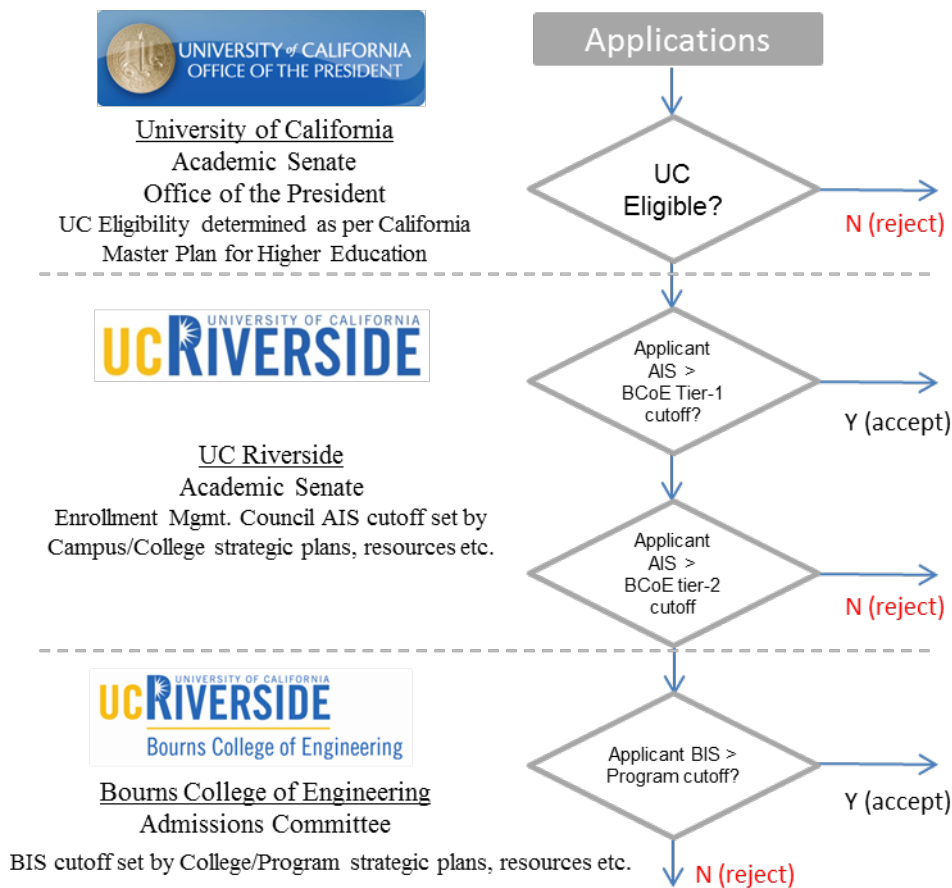 UNIVERSITY of CALIFORNIA
OFFICE OF THE PRESIDENT
University of California
Academic Senate
Office of the President
UC Eligibility determined as per California
Master Plan for Higher Education
Applications
UC
Eligible?
N (reject)
UNIVERSITY OF CALIFORNIA
UCRIVERSIDE
UC Riverside
Academic Senate
Enrollment Mgmt. Council AIS cutoff set by
Campus/College strategic plans, resources etc.
Applicant
AIS >
BCoE Tier-1
cutoff?
Y (accept)
Applicant
AIS >
BCoE tier-2
cutoff
N (reject)
UNIVERSITY OF CALIFORNIA
UCRIVERSIDE
Bourns College of Engineering
Bourns College of Engineering
Admissions Committee
BIS cutoff set by College/Program strategic plans, resources etc.
Applicant BIS >
Program cutoff?
Y (accept)
N (reject)